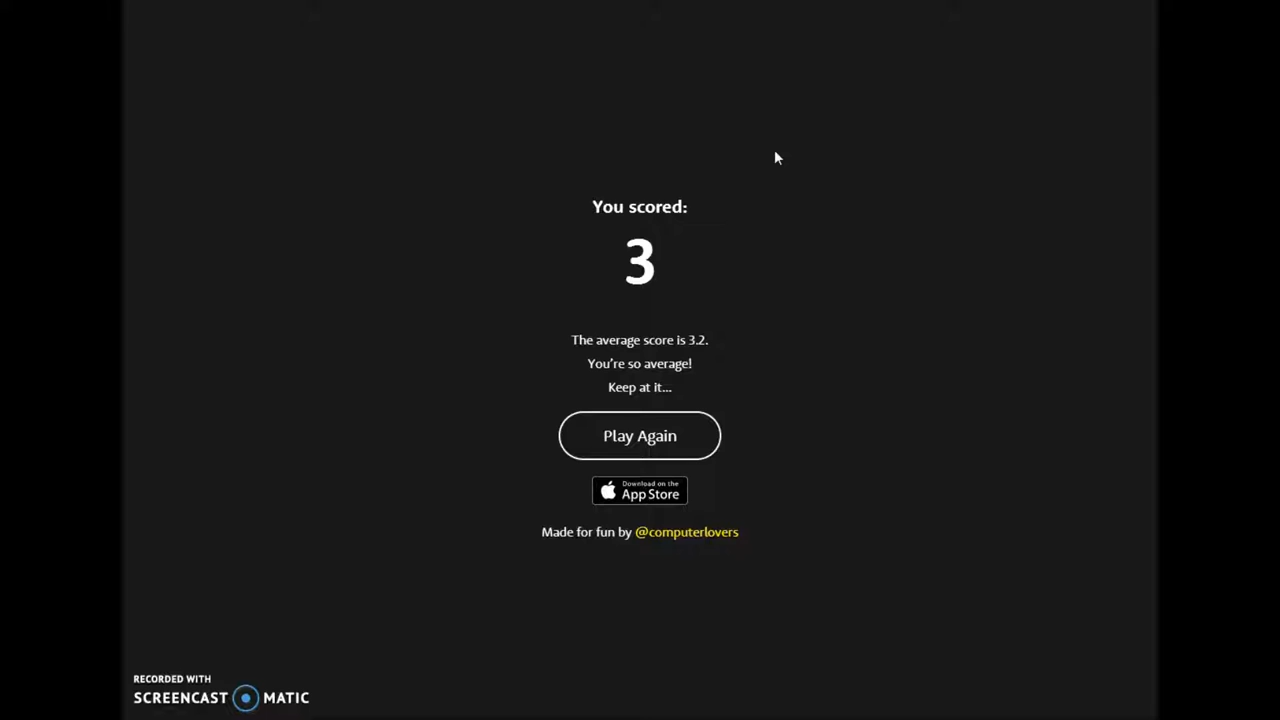 You scored:
3
The average score is 3.2.
You're so average!
Keep at it...
Play Again
Download on the
App Store
Made for fun by @computerlovers
RECORDED WITH
SCREENCAST MATIC